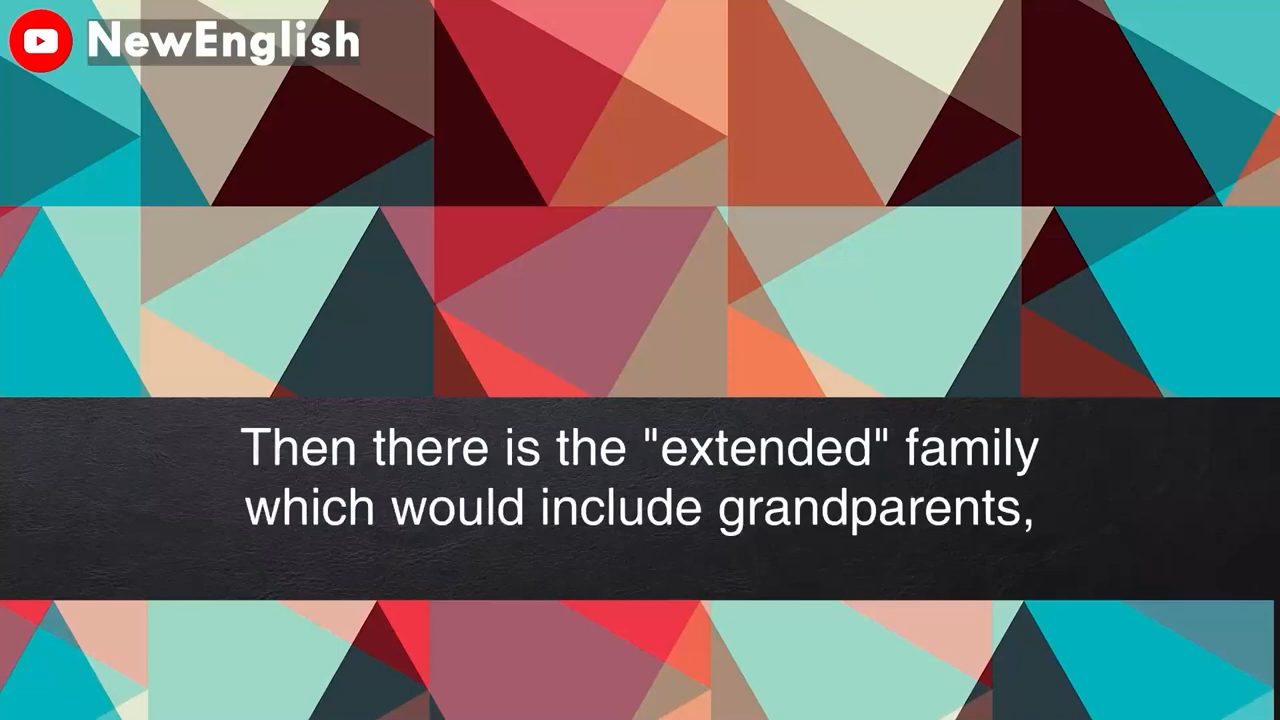 NewEnglish
Then there is the "extended" family
which would include grandparents,